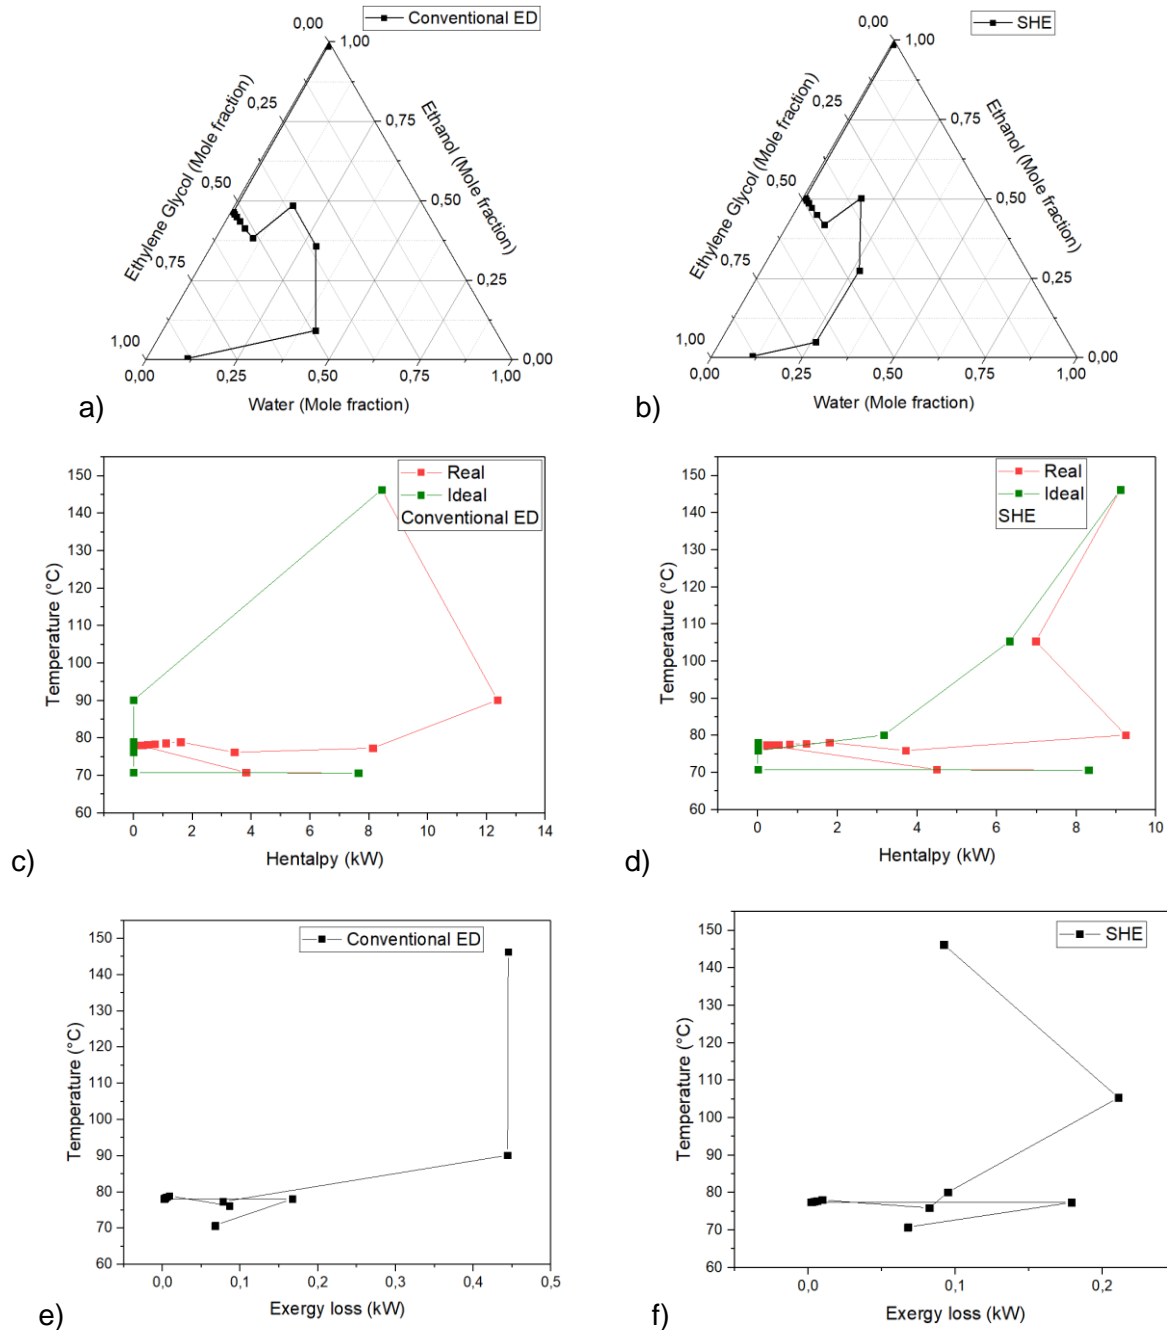 Conventional ED
0,00
1,00
0,25
0,75
0,50
0,50
0,75
0,25
1,00
0,00
0,00
0,25
0,50
0,75
1,00
Ethylene Glycol (Mole fraction)
Ethanol (Mole fraction)
Water (Mole fraction)
a)
SHE
0,00
1,00
0,25
0,75
0,50
0,50
0,75
0,25
1,00
0,00
0,00
0,25
0,50
0,75
1,00
Ethylene Glycol (Mole fraction)
Ethanol (Mole fraction)
Water (Mole fraction)
b)
Real
Ideal
Conventional ED
150
140
130
120
110
100
90
80
70
60
Temperature (°C)
0 2 4 6 8 10 12 14
Hentalpy (kW)
c)
Real
Ideal
SHE
150
140
130
120
110
100
90
80
70
60
Temperature (°C)
0 2 4 6 8 10
Hentalpy (kW)
d)
Conventional ED
150
140
130
120
110
100
90
80
70
60
Temperature (°C)
0,0 0,1 0,2 0,3 0,4 0,5
Exergy loss (kW)
e)
SHE
150
140
130
120
110
100
90
80
70
60
Temperature (°C)
0,0 0,1 0,2
Exergy loss (kW)
f)